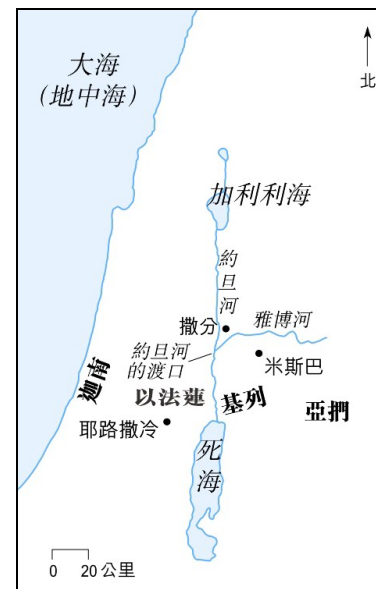 大海
(地中海)
北
加利利海
約旦河
撒分
雅博河
約旦河
的渡口
米斯巴
迦南
以法蓮
基列
亞捫
耶路撒冷
死海
0 20 公里